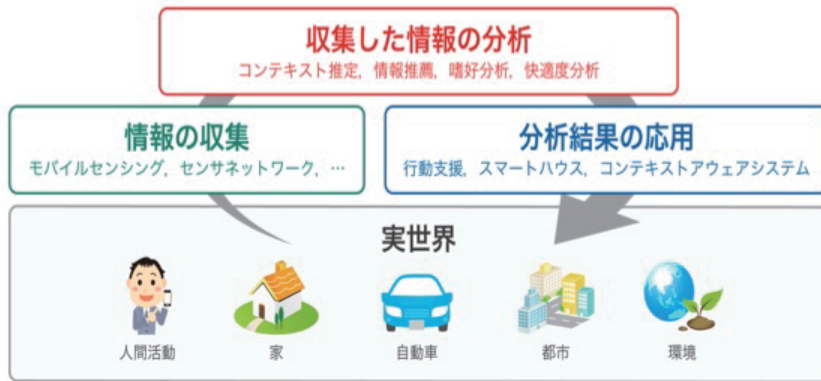 収集した情報の分析
コンテキスト推定, 情報推薦, 嗜好分析, 快適度分析
情報の収集
モバイルセンシング, センサネットワーク, …
分析結果の応用
行動支援, スマートハウス, コンテキストアウェアシステム
実世界
人間活動
家
自動車
都市
環境